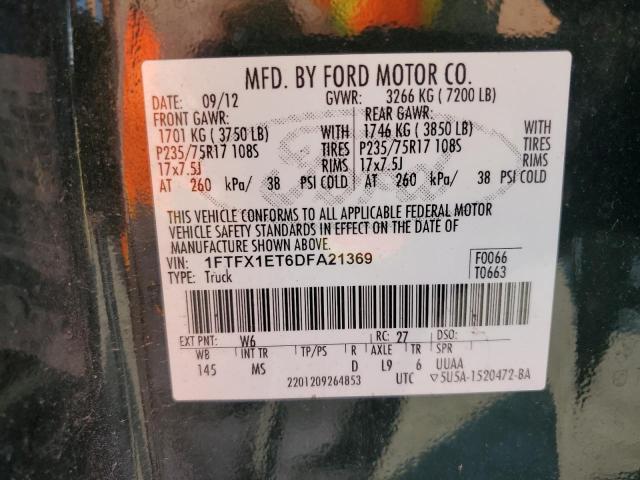 MFD. BY FORD MOTOR CO.
DATE: 09/12 GVWR: 3266 KG ( 7200 LB)
FRONT GAWR: REAR GAWR:
1701 KG ( 3750 LB) WITH 1746 KG ( 3850 LB) WITH
P235/75R17 108S TIRES P235/75R17 108S TIRES
17x7.5J RIMS 17x7.5J RIMS
AT 260 kPa/ 38 PSI COLD AT 260 kPa/ 38 PSI COLD
THIS VEHICLE CONFORMS TO ALL APPLICABLE FEDERAL MOTOR
VEHICLE SAFETY STANDARDS IN EFFECT ON THE DATE OF
MANUFACTURE SHOWN ABOVE.
VIN: 1FTFX1ET6DFA21369 F0066
TYPE: Truck T0663
EXT PNT: W6 RC: 27 DSO:
WB INT TR TP/PS R AXLE TR SPR
145 MS D L9 6 UUAA
2201209264853 UTC ▽5U5A-1520472-BA